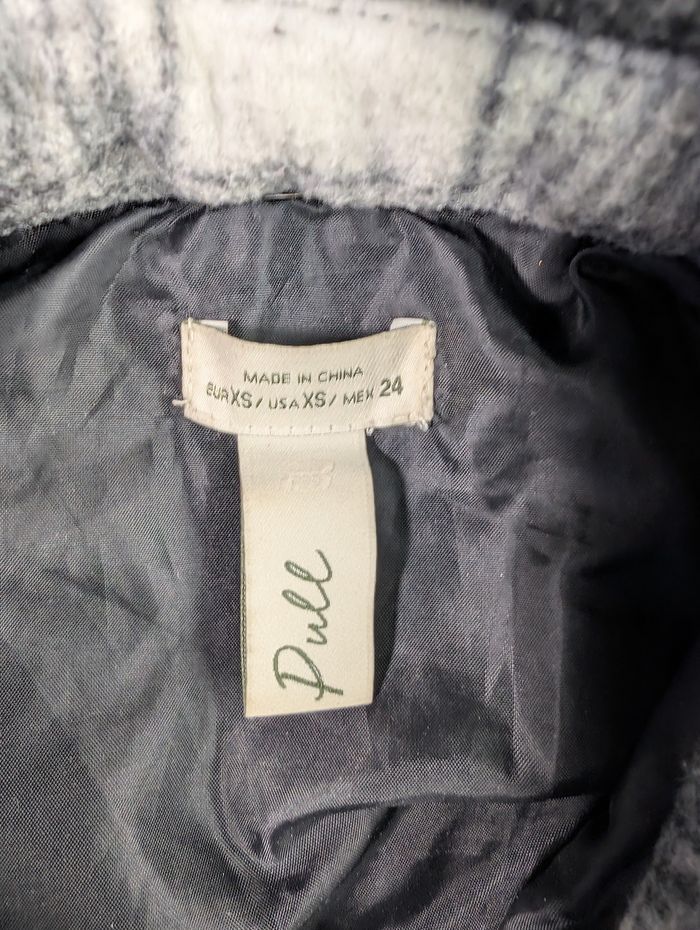 MADE IN CHINA
EUR XS / USA XS / MEX 24
Pull